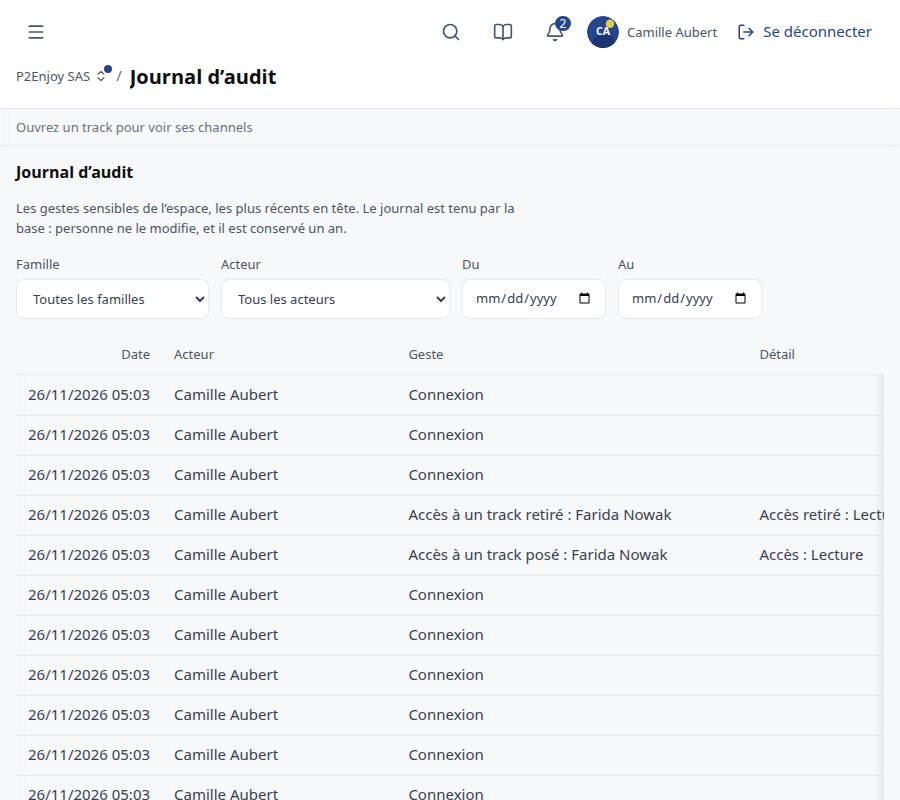 2
CA
Camille Aubert
Se déconnecter
P2Enjoy SAS / Journal d’audit
Ouvrez un track pour voir ses channels
Journal d’audit
Les gestes sensibles de l’espace, les plus récents en tête. Le journal est tenu par la
base : personne ne le modifie, et il est conservé un an.
Famille Acteur Du Au
Toutes les familles Tous les acteurs mm/dd/yyyy mm/dd/yyyy
Date Acteur Geste Détail
26/11/2026 05:03 Camille Aubert Connexion
26/11/2026 05:03 Camille Aubert Connexion
26/11/2026 05:03 Camille Aubert Connexion
26/11/2026 05:03 Camille Aubert Accès à un track retiré : Farida Nowak Accès retiré : Lectu
26/11/2026 05:03 Camille Aubert Accès à un track posé : Farida Nowak Accès : Lecture
26/11/2026 05:03 Camille Aubert Connexion
26/11/2026 05:03 Camille Aubert Connexion
26/11/2026 05:03 Camille Aubert Connexion
26/11/2026 05:03 Camille Aubert Connexion
26/11/2026 05:03 Camille Aubert Connexion
26/11/2026 05:03 Camille Aubert Connexion